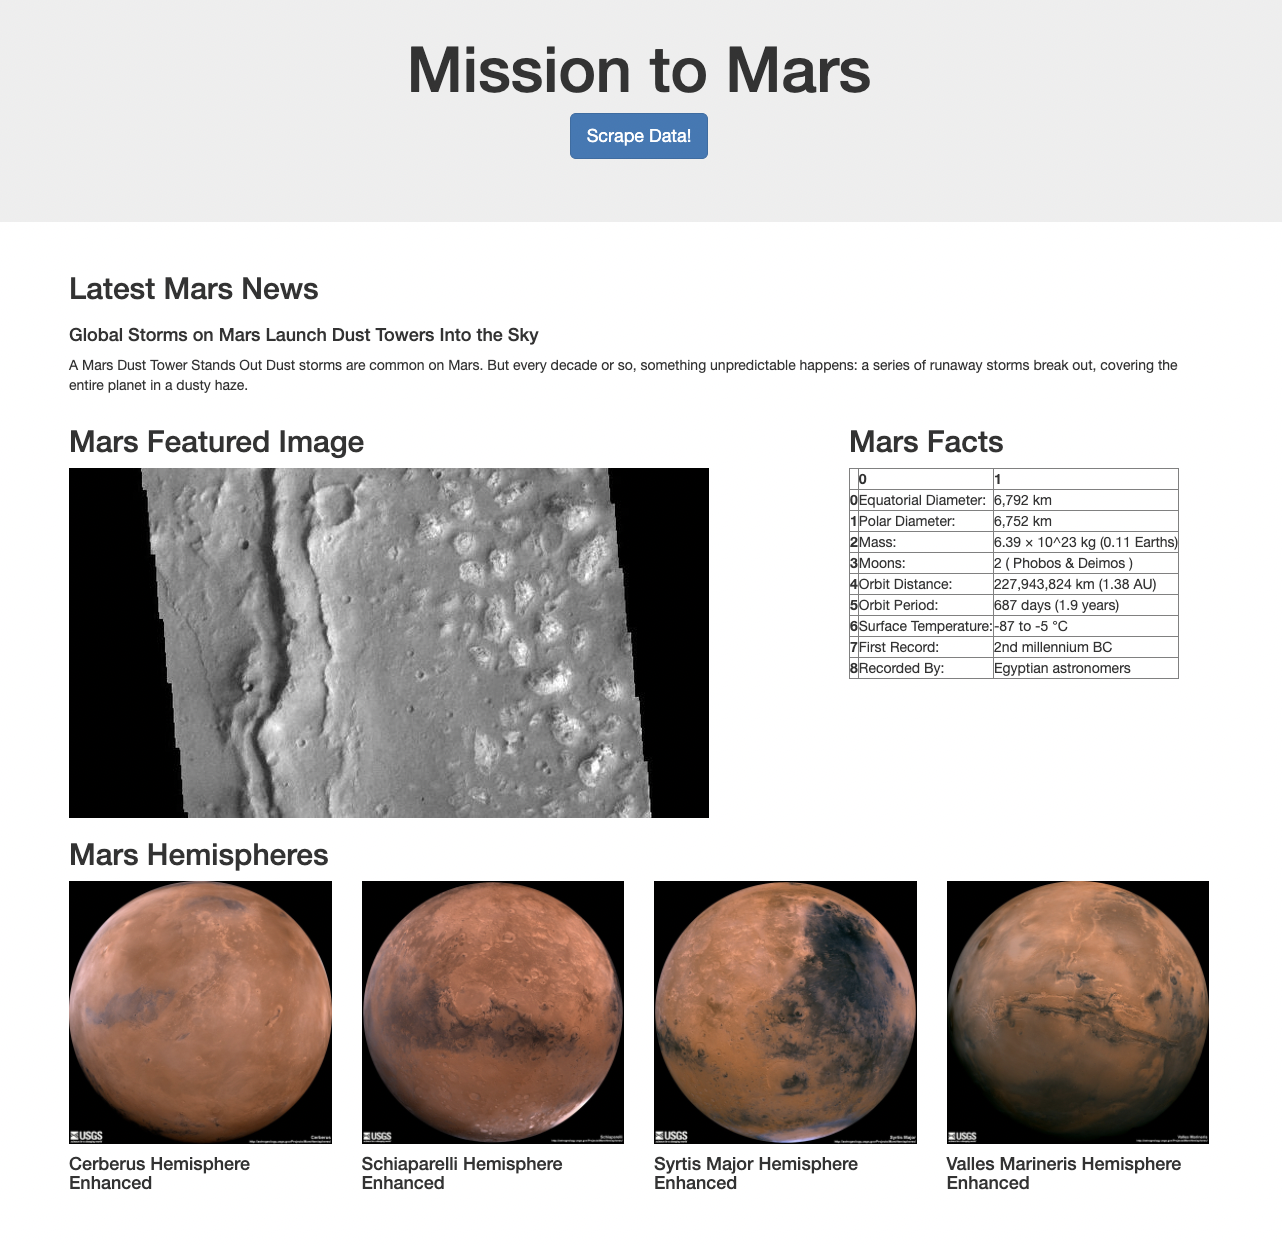 Mission to Mars
Scrape Data!
Latest Mars News
Global Storms on Mars Launch Dust Towers Into the Sky
A Mars Dust Tower Stands Out Dust storms are common on Mars. But every decade or so, something unpredictable happens: a series of runaway storms break out, covering the
entire planet in a dusty haze.
Mars Featured Image
Mars Facts
0 1
0 Equatorial Diameter: 6,792 km
1 Polar Diameter: 6,752 km
2 Mass: 6.39 × 10^23 kg (0.11 Earths)
3 Moons: 2 ( Phobos & Deimos )
4 Orbit Distance: 227,943,824 km (1.38 AU)
5 Orbit Period: 687 days (1.9 years)
6 Surface Temperature: -87 to -5 °C
7 First Record: 2nd millennium BC
8 Recorded By: Egyptian astronomers
Mars Hemispheres
USGS Cerberus
USGS Schiaparelli
USGS Syrtis Major
USGS Valles Marineris
Cerberus Hemisphere
Enhanced
Schiaparelli Hemisphere
Enhanced
Syrtis Major Hemisphere
Enhanced
Valles Marineris Hemisphere
Enhanced